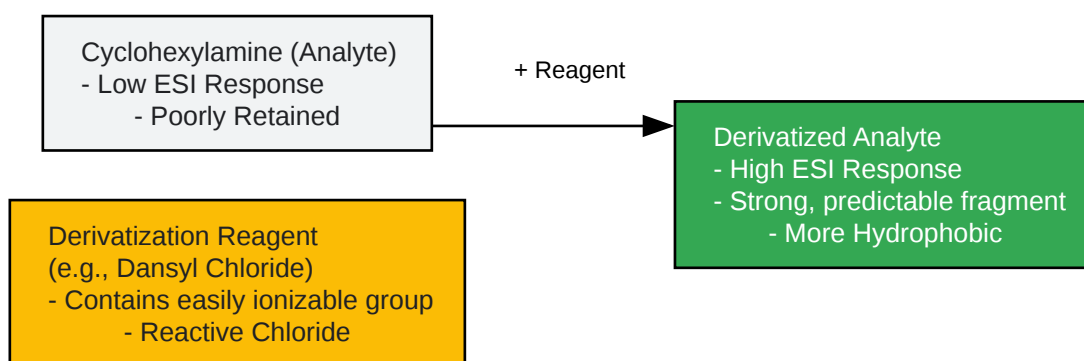 Cyclohexylamine (Analyte)
- Low ESI Response
- Poorly Retained
+ Reagent
Derivatized Analyte
- High ESI Response
- Strong, predictable fragment
- More Hydrophobic
Derivatization Reagent
(e.g., Dansyl Chloride)
- Contains easily ionizable group
- Reactive Chloride